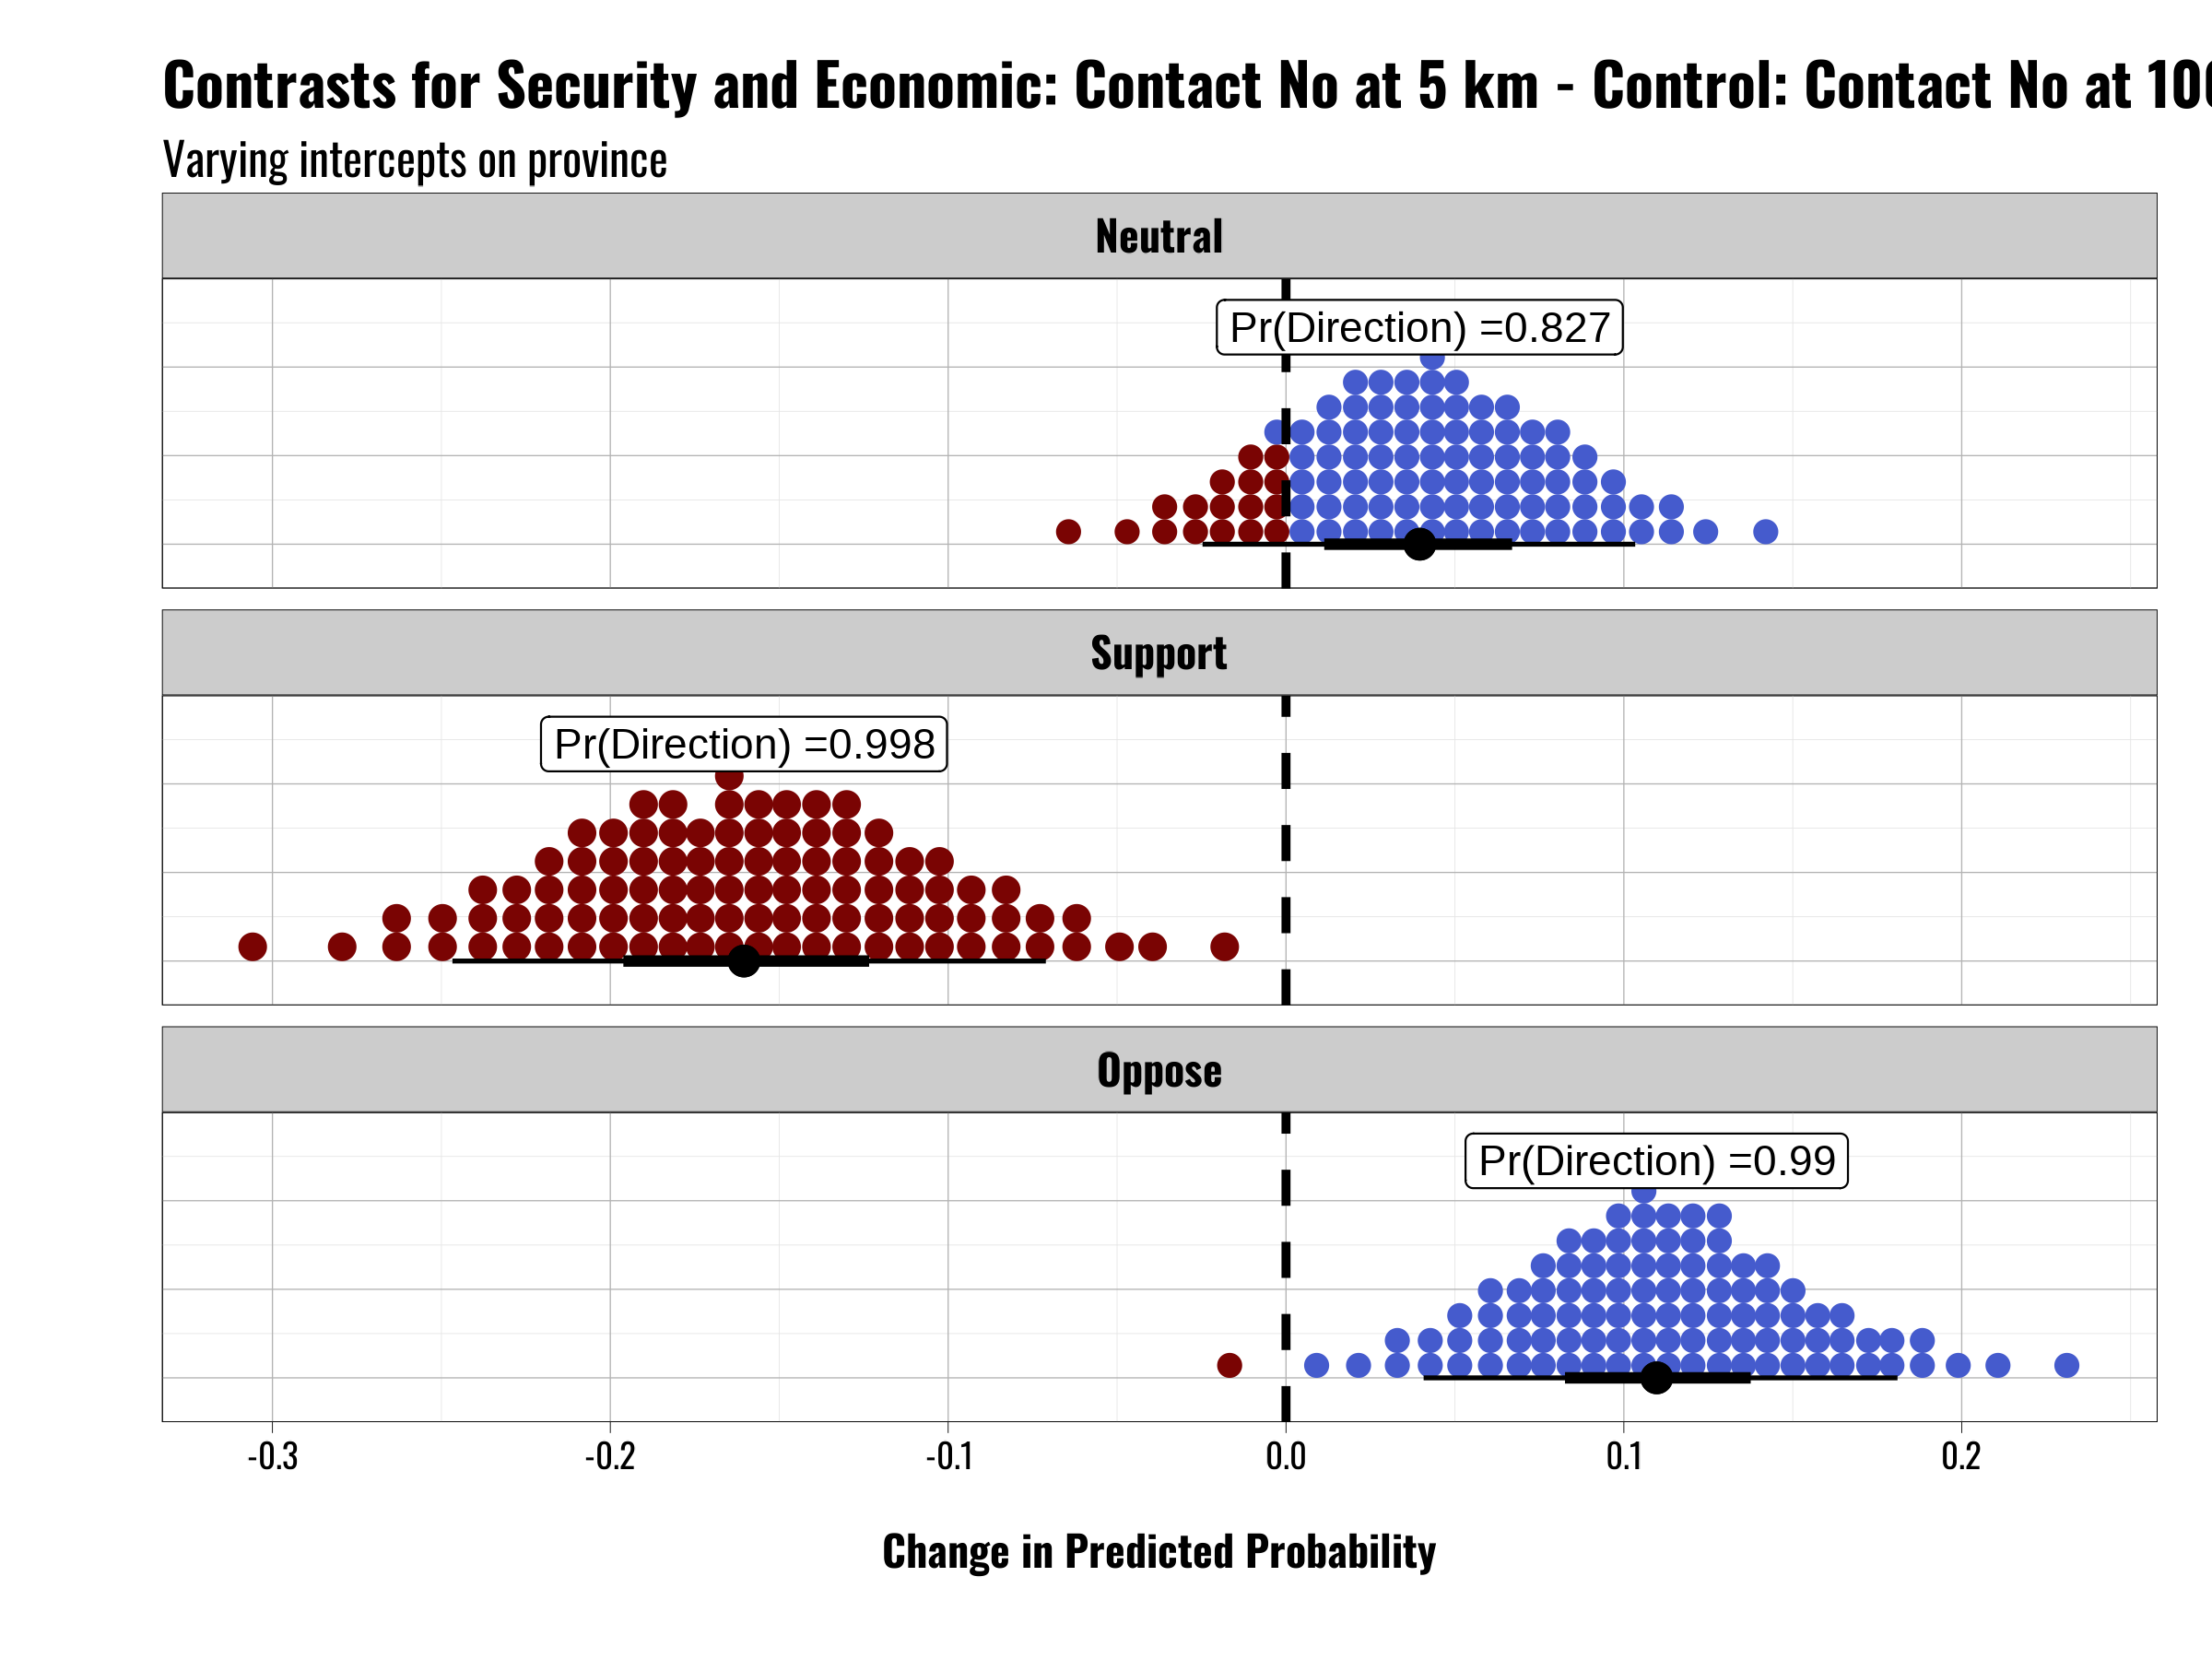 Contrasts for Security and Economic: Contact No at 5 km - Control: Contact No at 10
Varying intercepts on province
Neutral
Pr(Direction) =0.827
Support
Pr(Direction) =0.998
Oppose
Pr(Direction) =0.99
-0.3 -0.2 -0.1 0.0 0.1 0.2
Change in Predicted Probability